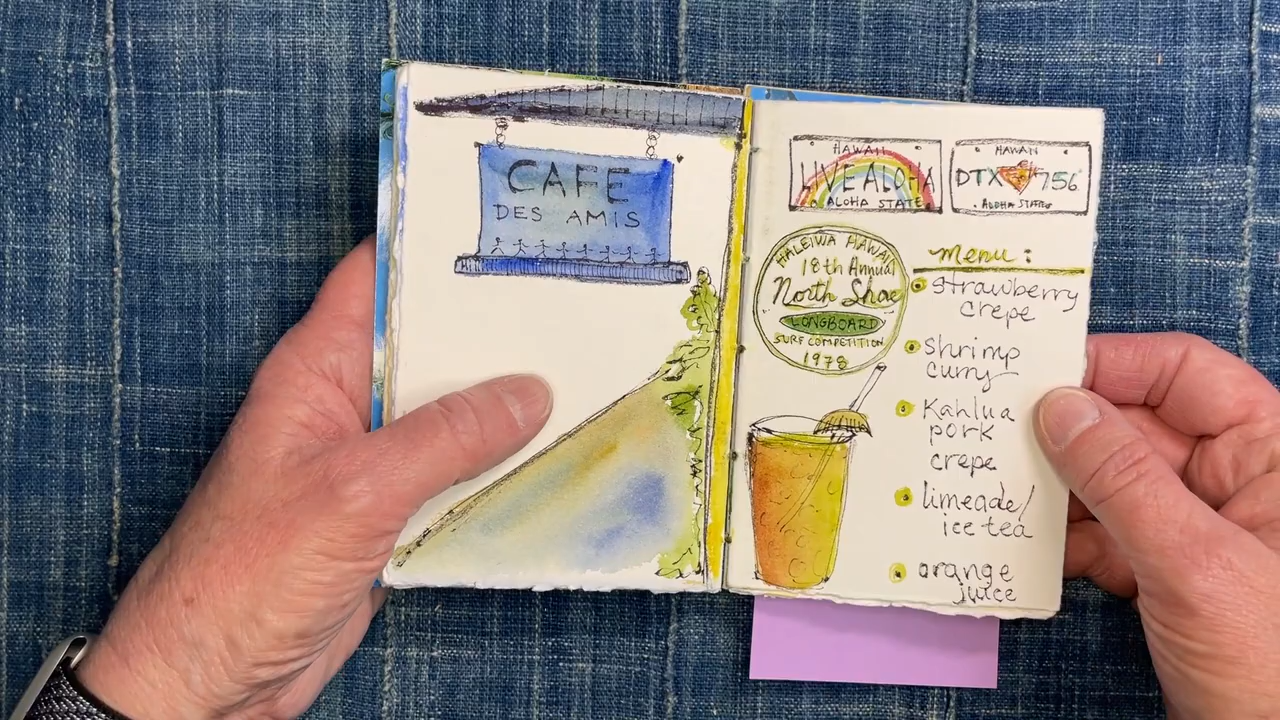 CAFE
DES AMIS
HAWAII
LIVE ALOHA
ALOHA STATE
HAWAII
DTX 756
ALOHA STATE
HALEIWA HAWAII
18th Annual
North Shore
LONGBOARD
SURF COMPETITION
1978
menu:
strawberry
crepe
shrimp
curry
Kahlua
pork
crepe
limeade/
ice tea
orange
juice